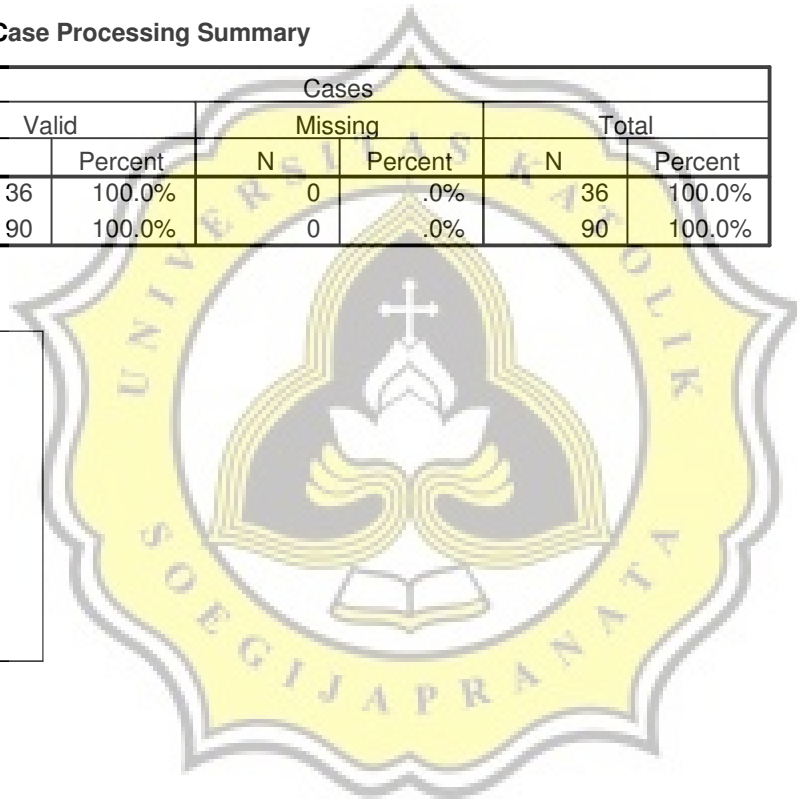 Case Processing Summary
Cases
Valid Missing Total
Percent N Percent N Percent
36 100.0% 0 .0% 36 100.0%
90 100.0% 0 .0% 90 100.0%
UNIVERSITAS KATOLIK
SOEGIJAPRANATA